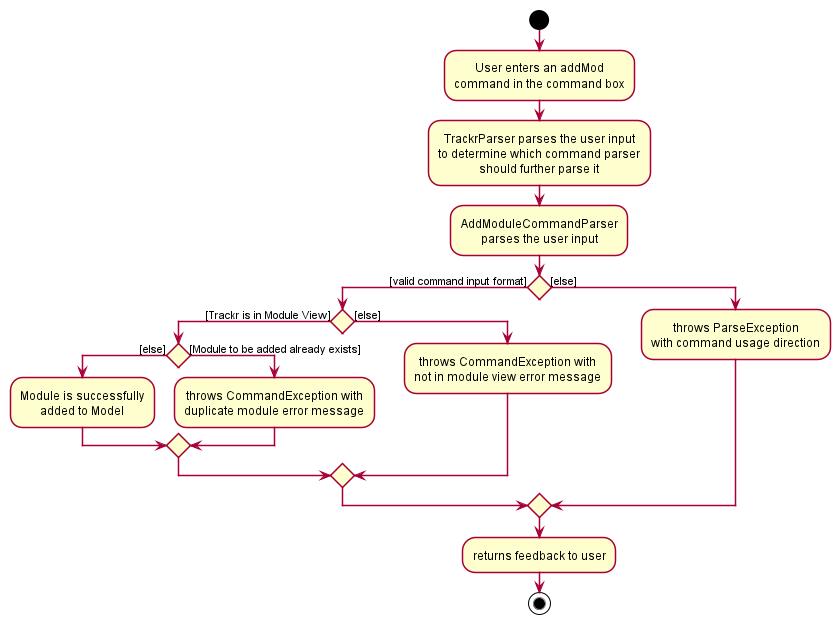 User enters an addMod
command in the command box
TrackrParser parses the user input
to determine which command parser
should further parse it
AddModuleCommandParser
parses the user input
[valid command input format]
[else]
[Trackr is in Module View]
[else]
throws ParseException
with command usage direction
[else]
[Module to be added already exists]
throws CommandException with
not in module view error message
Module is successfully
added to Model
throws CommandException with
duplicate module error message
returns feedback to user